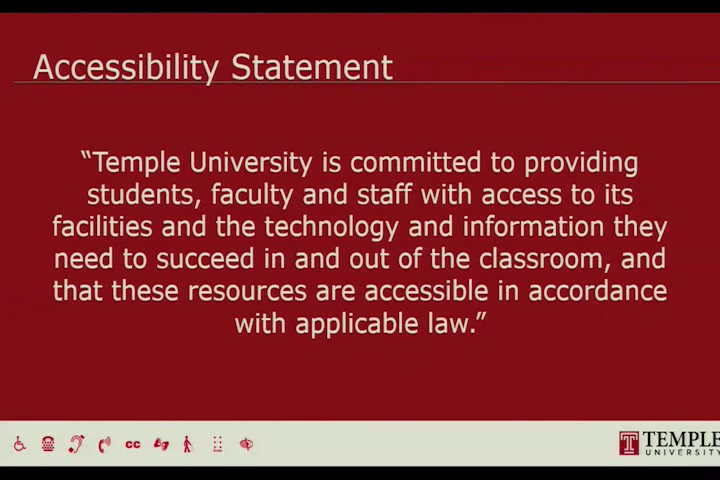 Accessibility Statement
“Temple University is committed to providing
students, faculty and staff with access to its
facilities and the technology and information they
need to succeed in and out of the classroom, and
that these resources are accessible in accordance
with applicable law.”
CC
T TEMPLE
UNIVERSITY